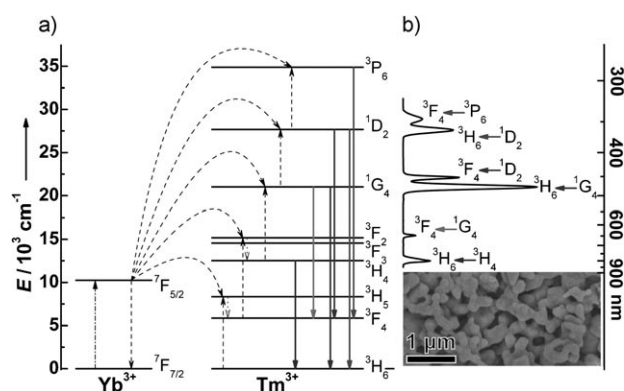 a)
35
30
25
20
15
10
5
0
E / 10³ cm⁻¹
³P₆
¹D₂
¹G₄
³F₂
³F₃
³H₄
³H₅
³F₄
³H₆
⁷F₅/₂
⁷F₇/₂
Yb³⁺
Tm³⁺
b)
³F₄ ← ³P₆
³H₆ ← ¹D₂
³F₄ ← ¹D₂
³H₆ ← ¹G₄
³F₄ ← ¹G₄
³H₆ ← ³H₄
300
400
600
900 nm
1 µm